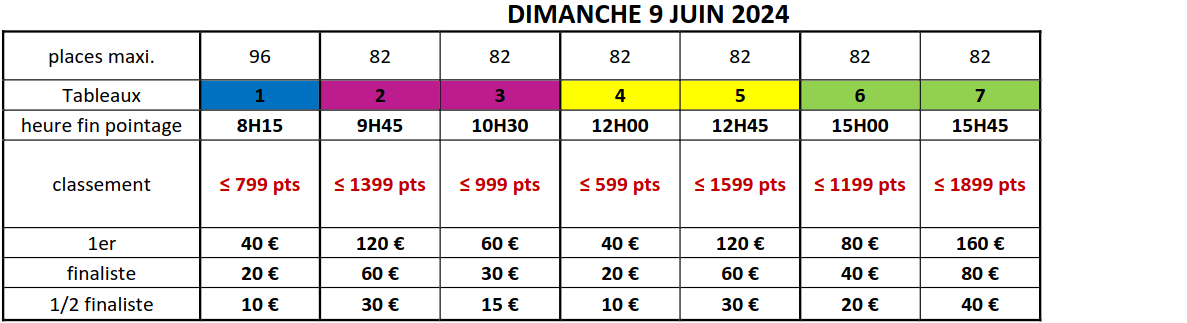 DIMANCHE 9 JUIN 2024
places maxi. 96 82 82 82 82 82 82
Tableaux 1 2 3 4 5 6 7
heure fin pointage 8H15 9H45 10H30 12H00 12H45 15H00 15H45
classement ≤ 799 pts ≤ 1399 pts ≤ 999 pts ≤ 599 pts ≤ 1599 pts ≤ 1199 pts ≤ 1899 pts
1er 40 € 120 € 60 € 40 € 120 € 80 € 160 €
finaliste 20 € 60 € 30 € 20 € 60 € 40 € 80 €
1/2 finaliste 10 € 30 € 15 € 10 € 30 € 20 € 40 €